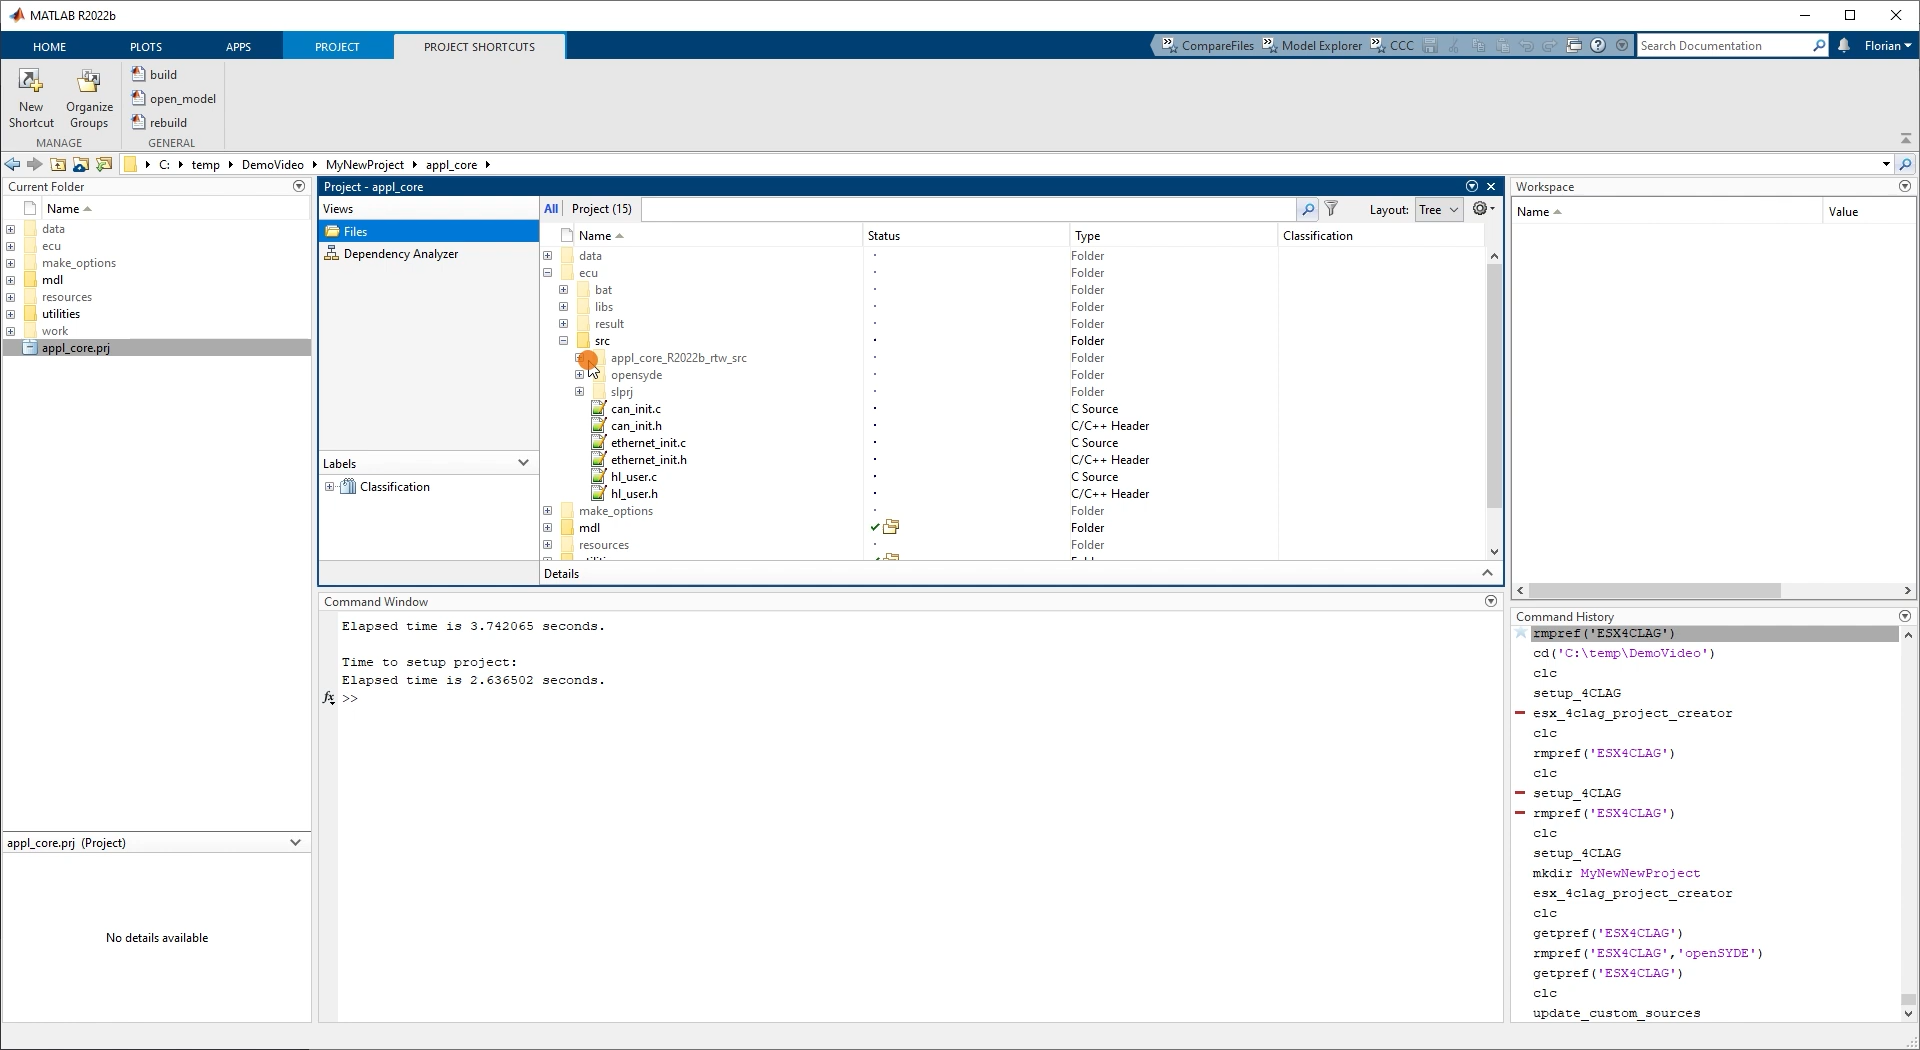 MATLAB R2022b
HOME PLOTS APPS PROJECT PROJECT SHORTCUTS CompareFiles Model Explorer CCC Search Documentation Florian
New Shortcut
Organize Groups
build
open_model
rebuild
MANAGE GENERAL
C: temp DemoVideo MyNewProject appl_core
Current Folder
Name
data
ecu
make_options
mdl
resources
utilities
work
appl_core.prj
appl_core.prj (Project)
No details available
Project - appl_core
Views
Files
Dependency Analyzer
Labels
Classification
All Project (15) Layout: Tree
Name Status Type Classification
data Folder
ecu Folder
bat Folder
libs Folder
result Folder
src Folder
appl_core_R2022b_rtw_src Folder
opensyde Folder
slprj Folder
can_init.c C Source
can_init.h C/C++ Header
ethernet_init.c C Source
ethernet_init.h C/C++ Header
hl_user.c C Source
hl_user.h C/C++ Header
make_options Folder
mdl Folder
resources Folder
Details
Command Window
Elapsed time is 3.742065 seconds.
Time to setup project:
Elapsed time is 2.636502 seconds.
fx >>
Workspace
Name Value
Command History
rmpref('ESX4CLAG')
cd('C:\temp\DemoVideo')
clc
setup_4CLAG
esx_4clag_project_creator
clc
rmpref('ESX4CLAG')
clc
setup_4CLAG
rmpref('ESX4CLAG')
clc
setup_4CLAG
mkdir MyNewNewProject
esx_4clag_project_creator
clc
getpref('ESX4CLAG')
rmpref('ESX4CLAG','openSYDE')
getpref('ESX4CLAG')
clc
update_custom_sources